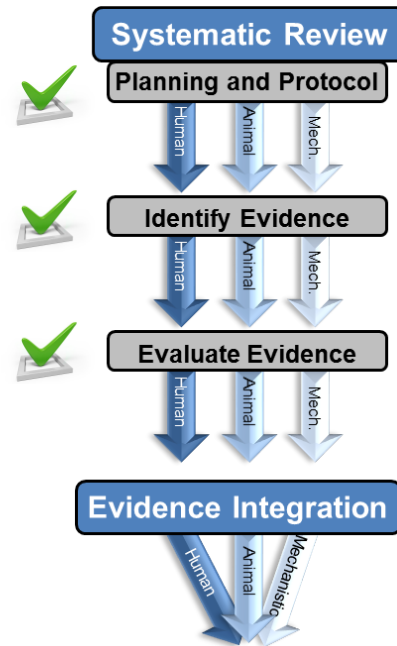 Systematic Review
Planning and Protocol
Human Animal Mech.
Identify Evidence
Human Animal Mech.
Evaluate Evidence
Human Animal Mech.
Evidence Integration
Human Animal Mechanistic